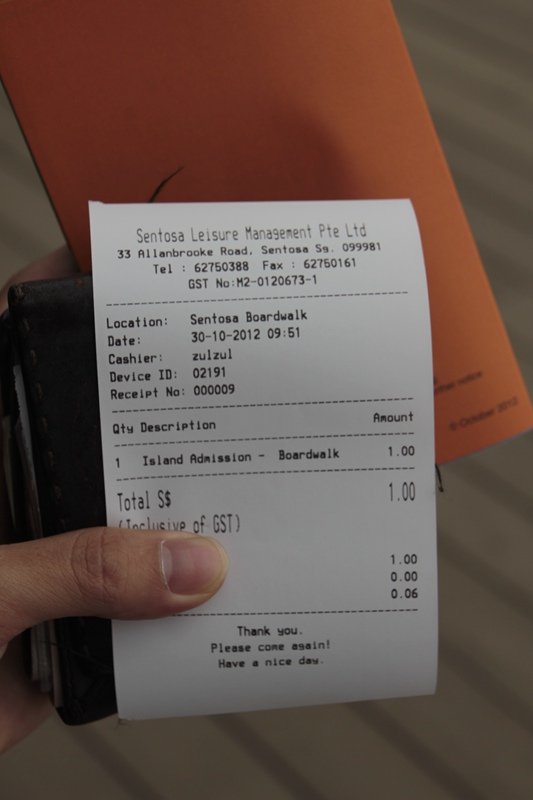 Sentosa Leisure Management Pte Ltd
33 Allanbrooke Road, Sentosa Sg. 099981
Tel : 62750388 Fax : 62750161
GST No:M2-0120673-1
Location: Sentosa Boardwalk
Date: 30-10-2012 09:51
Cashier: zulzul
Device ID: 02191
Receipt No: 000009
Qty Description Amount
1 Island Admission - Boardwalk 1.00
Total S$ 1.00
(Inclusive of GST)
1.00
0.00
0.06
Thank you.
Please come again!
Have a nice day.
notice
© October 2012